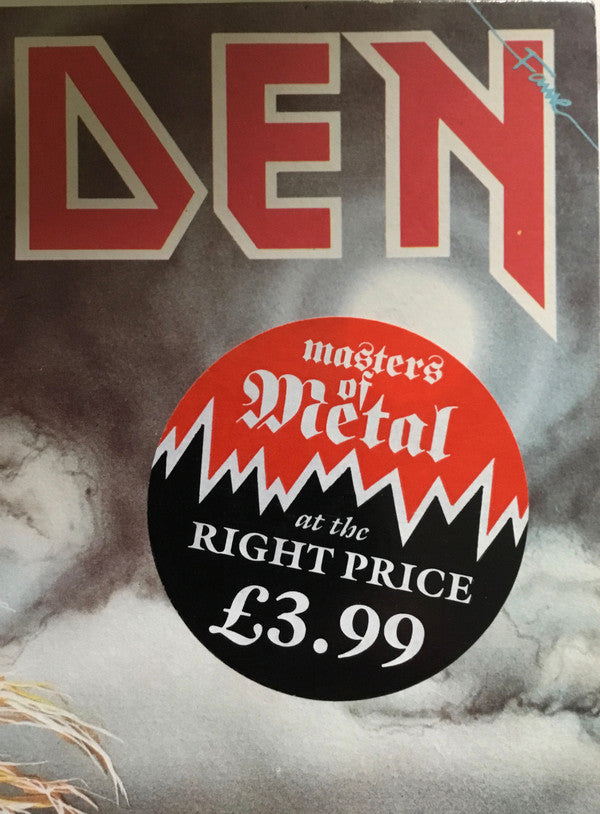 DEN
Fame
masters
of
Metal
at the
RIGHT PRICE
£3.99